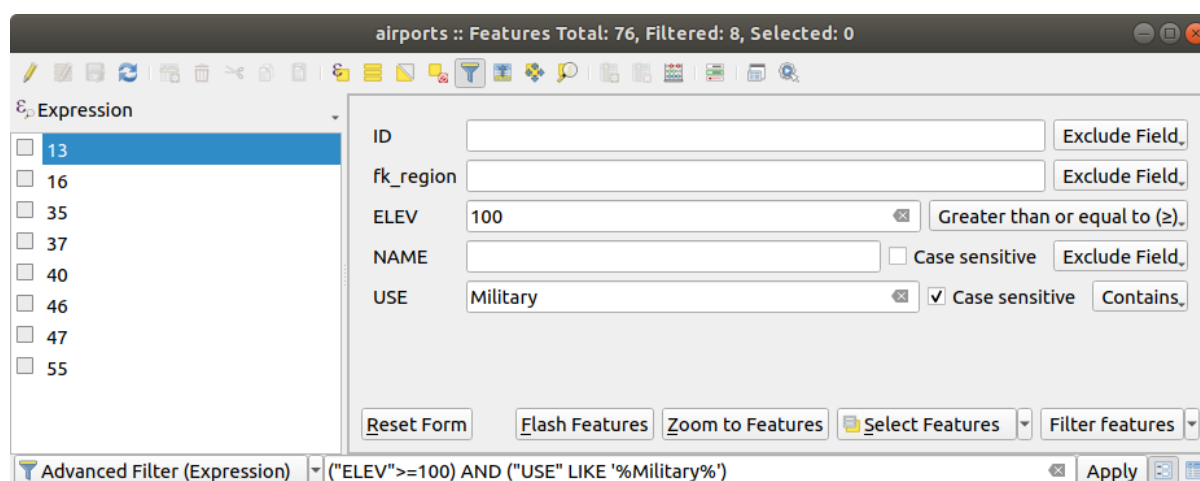 airports :: Features Total: 76, Filtered: 8, Selected: 0
Expression
13
16
35
37
40
46
47
55
ID Exclude Field
fk_region Exclude Field
ELEV 100 Greater than or equal to (≥)
NAME Case sensitive Exclude Field
USE Military Case sensitive Contains
Reset Form Flash Features Zoom to Features Select Features Filter features
Advanced Filter (Expression) ("ELEV">=100) AND ("USE" LIKE '%Military%') Apply